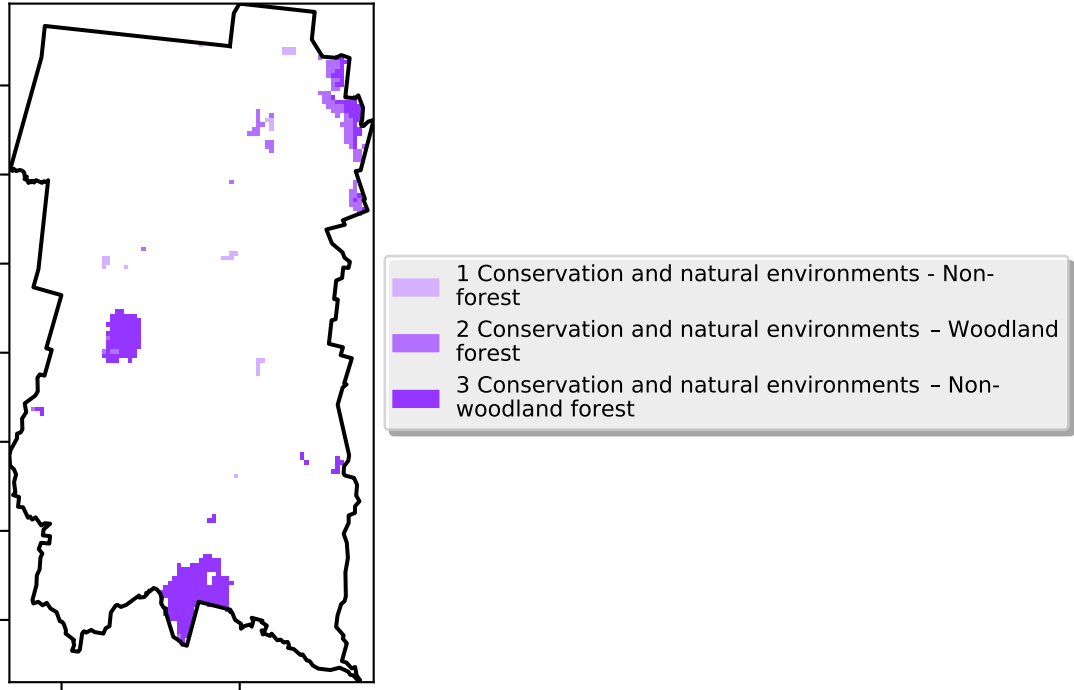 1 Conservation and natural environments - Non-
forest
2 Conservation and natural environments – Woodland
forest
3 Conservation and natural environments – Non-
woodland forest